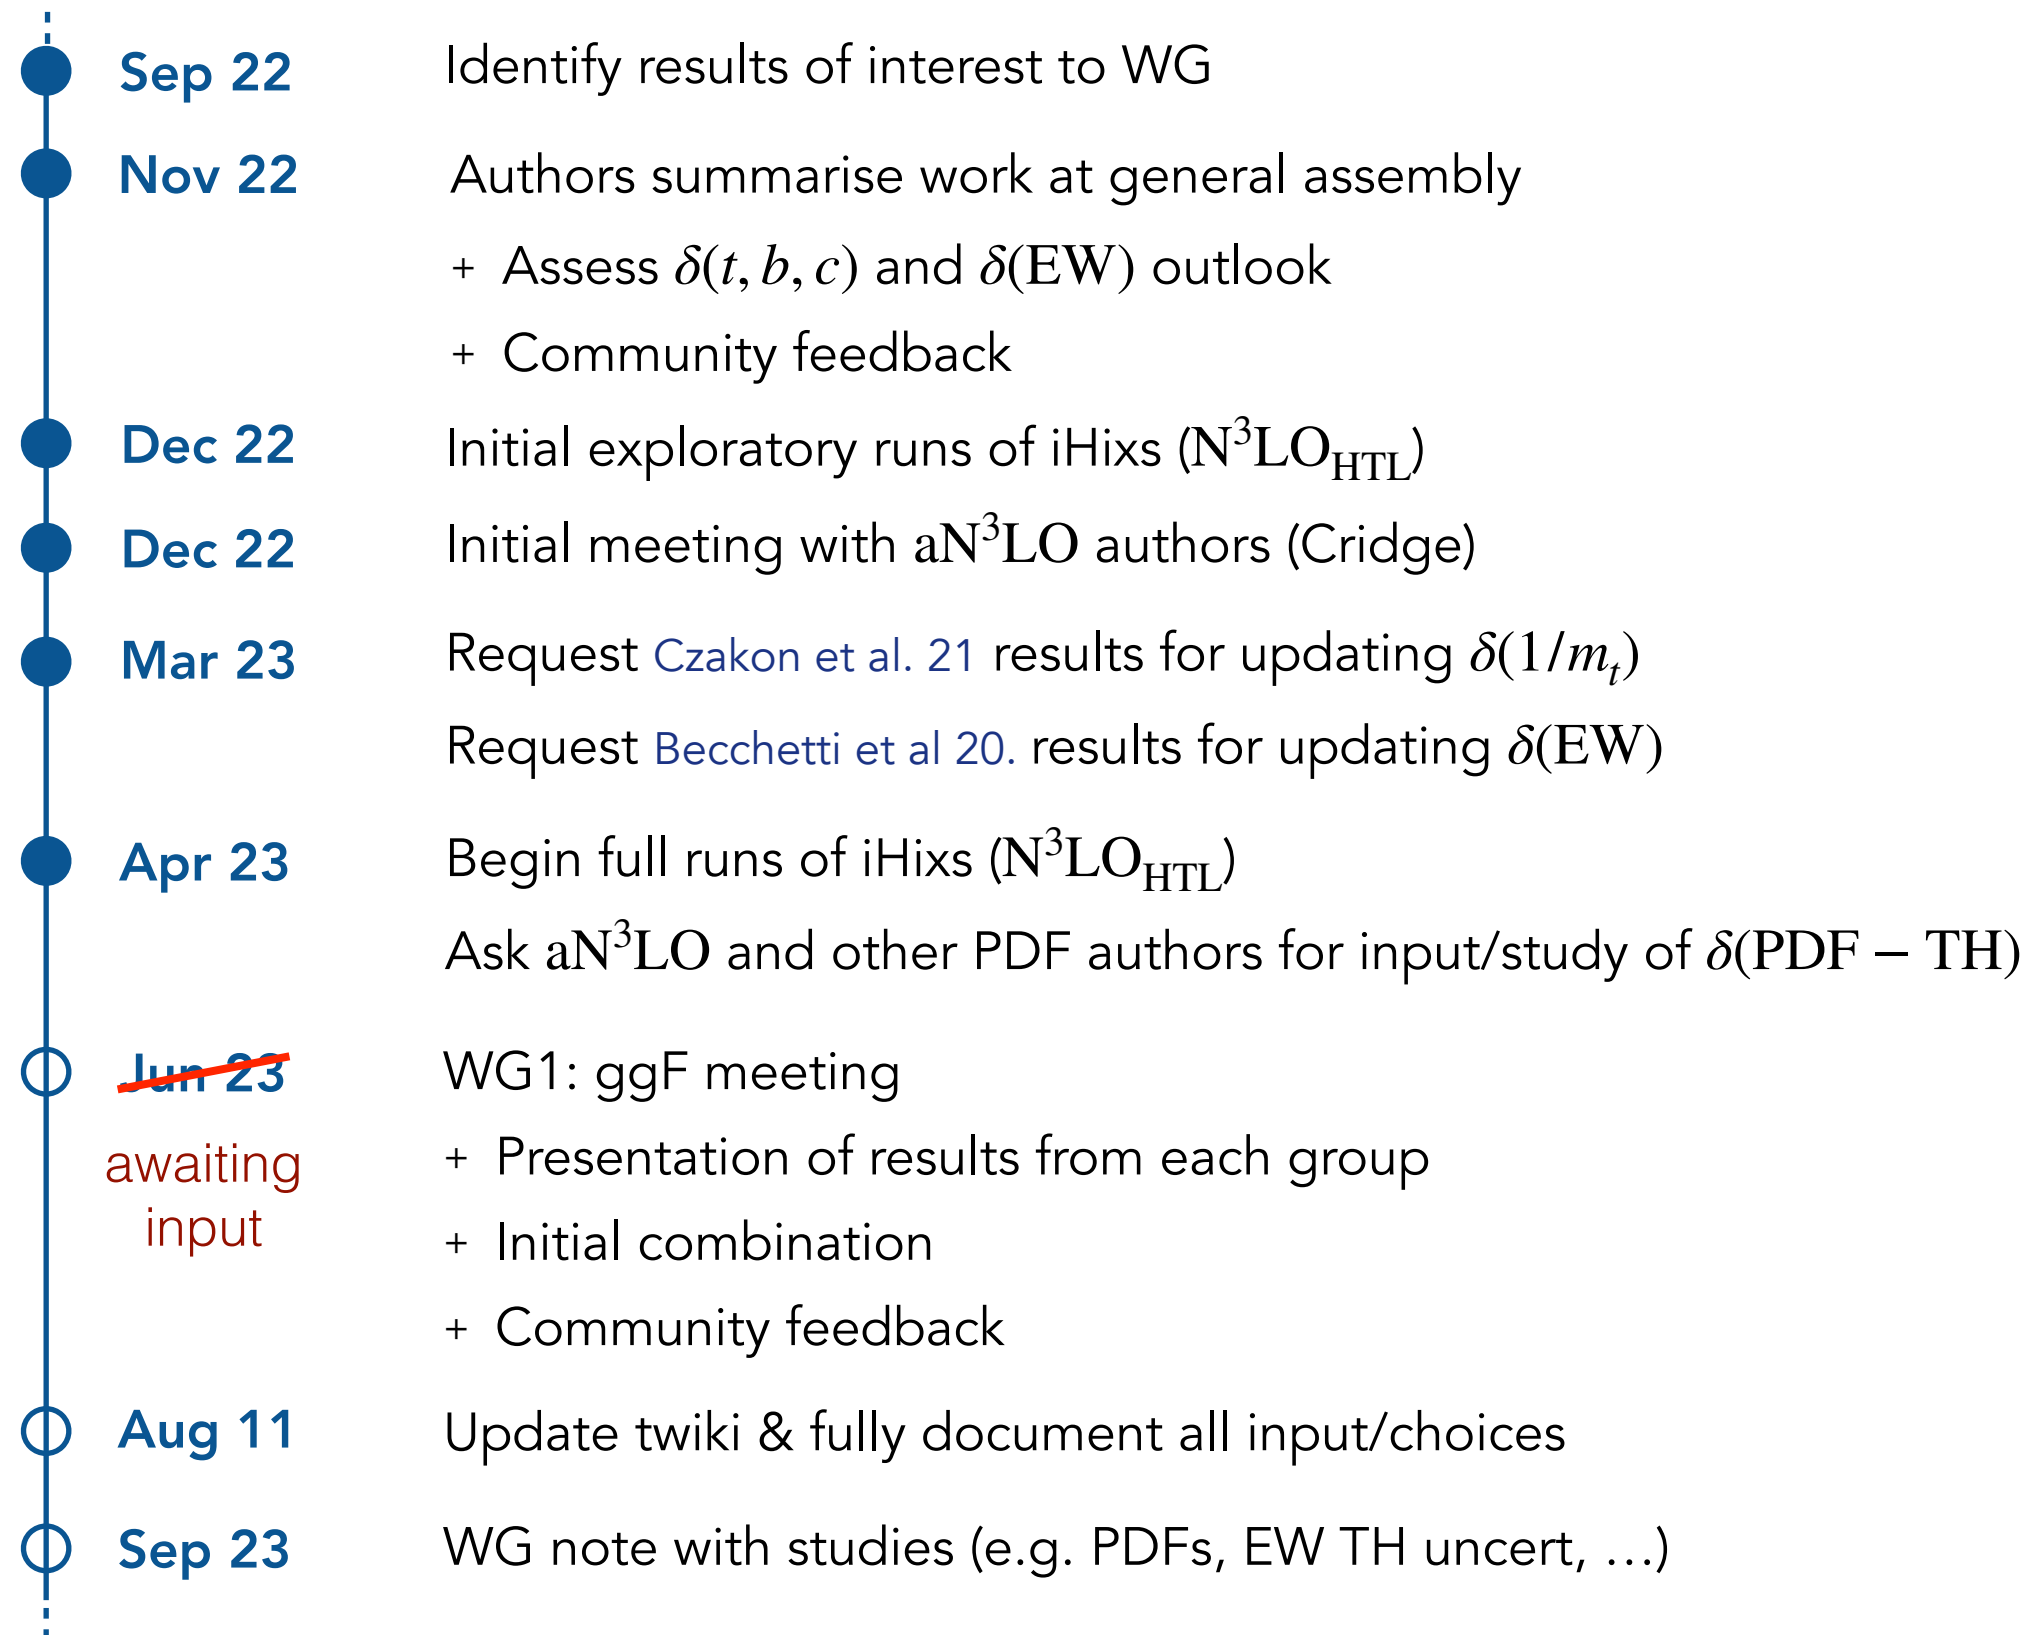 Sep 22 Identify results of interest to WG
Nov 22 Authors summarise work at general assembly
+ Assess δ(t, b, c) and δ(EW) outlook
+ Community feedback
Dec 22 Initial exploratory runs of iHixs (N³LO_HTL)
Dec 22 Initial meeting with aN³LO authors (Cridge)
Mar 23 Request Czakon et al. 21 results for updating δ(1/m_t)
Request Becchetti et al 20. results for updating δ(EW)
Apr 23 Begin full runs of iHixs (N³LO_HTL)
Ask aN³LO and other PDF authors for input/study of δ(PDF − TH)
Jun 23 WG1: ggF meeting
awaiting + Presentation of results from each group
input + Initial combination
+ Community feedback
Aug 11 Update twiki & fully document all input/choices
Sep 23 WG note with studies (e.g. PDFs, EW TH uncert, …)